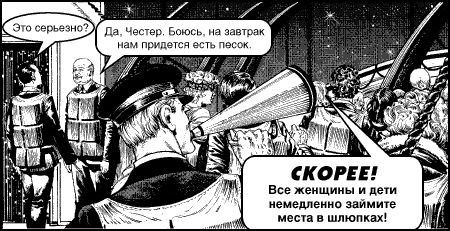 Это серьезно?
Да, Честер. Боюсь, на завтрак
нам придется есть песок.
СКОРЕЕ!
Все женщины и дети
немедленно займите
места в шлюпках!